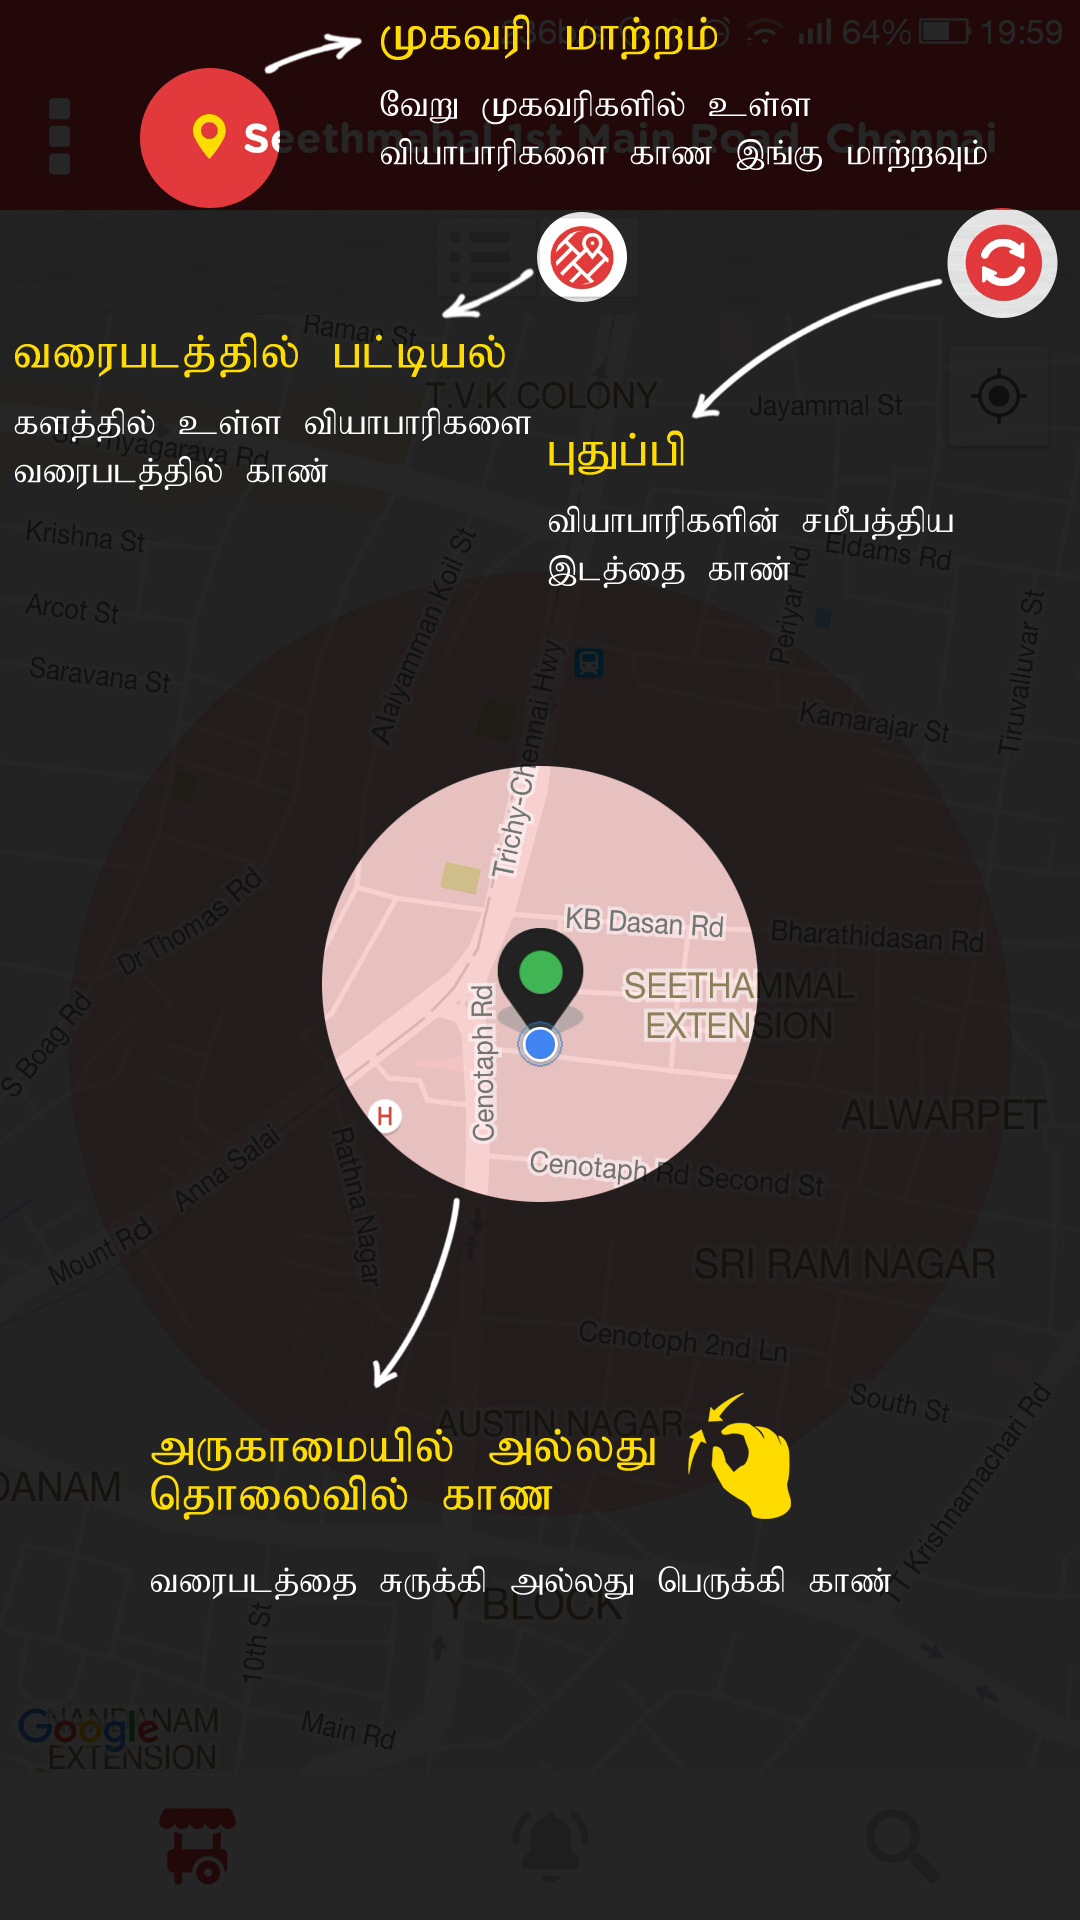 64% 19:59
முகவரி மாற்றம்
வேறு முகவரிகளில் உள்ள
வியாபாரிகளை காண இங்கு மாற்றவும்
Seethmahal 1st Main Road, Chennai
Raman St
வரைபடத்தில் பட்டியல்
T.V.K COLONY
Jayammal St
களத்தில் உள்ள வியாபாரிகளை
வரைபடத்தில் காண்
புதுப்பி
வியாபாரிகளின் சமீபத்திய
இடத்தை காண்
Krishna St
Eldams Rd
Arcot St
Alaiyamman Koil St
Periyar Rd
Saravana St
Tiruvalluvar St
Kamarajar St
Trichy-Chennai Hwy
Dr Thomas Rd
KB Dasan Rd
Bharathidasan Rd
SEETHAMMAL
EXTENSION
S Boag Rd
Cenotaph Rd
H
ALWARPET
Anna Salai
Rathna Nagar
Cenotaph Rd Second St
Mount Rd
SRI RAM NAGAR
Cenotoph 2nd Ln
South St
AUSTIN NAGAR
அருகாமையில் அல்லது
தொலைவில் காண
DANAM
TT Krishnamachari Rd
வரைபடத்தை சுருக்கி அல்லது பெருக்கி காண்
Y BLOCK
10th St
NANDANAM
EXTENSION
Google
Main Rd